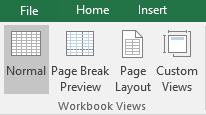 File Home Insert
Normal Page Break Preview Page Layout Custom Views
Workbook Views